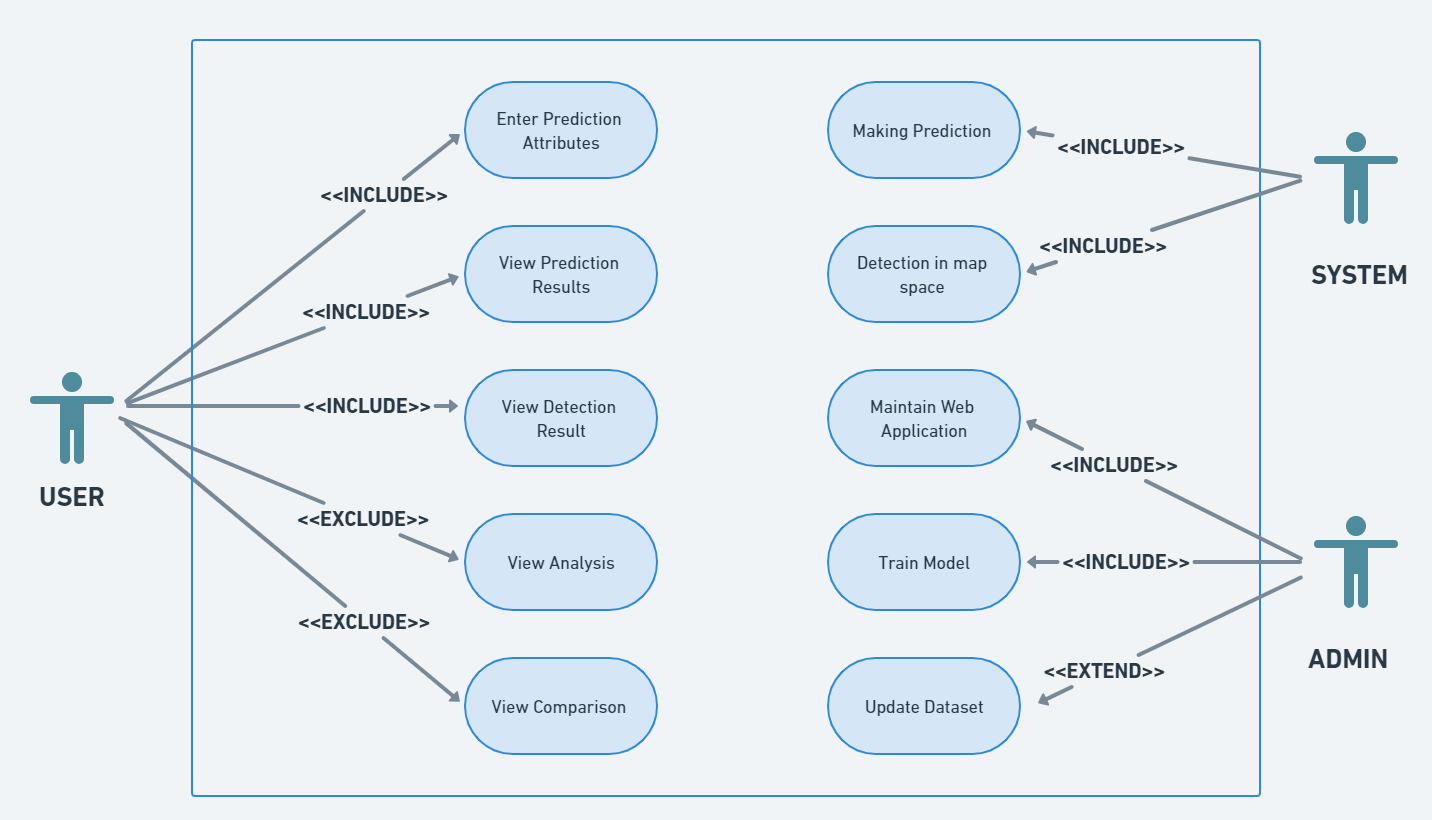 Enter Prediction
Attributes
<<INCLUDE>>
View Prediction
Results
<<INCLUDE>>
<<INCLUDE>>
View Detection
Result
USER
<<EXCLUDE>>
View Analysis
<<EXCLUDE>>
View Comparison
Making Prediction
<<INCLUDE>>
<<INCLUDE>>
Detection in map
space
SYSTEM
Maintain Web
Application
<<INCLUDE>>
Train Model
<<INCLUDE>>
ADMIN
<<EXTEND>>
Update Dataset